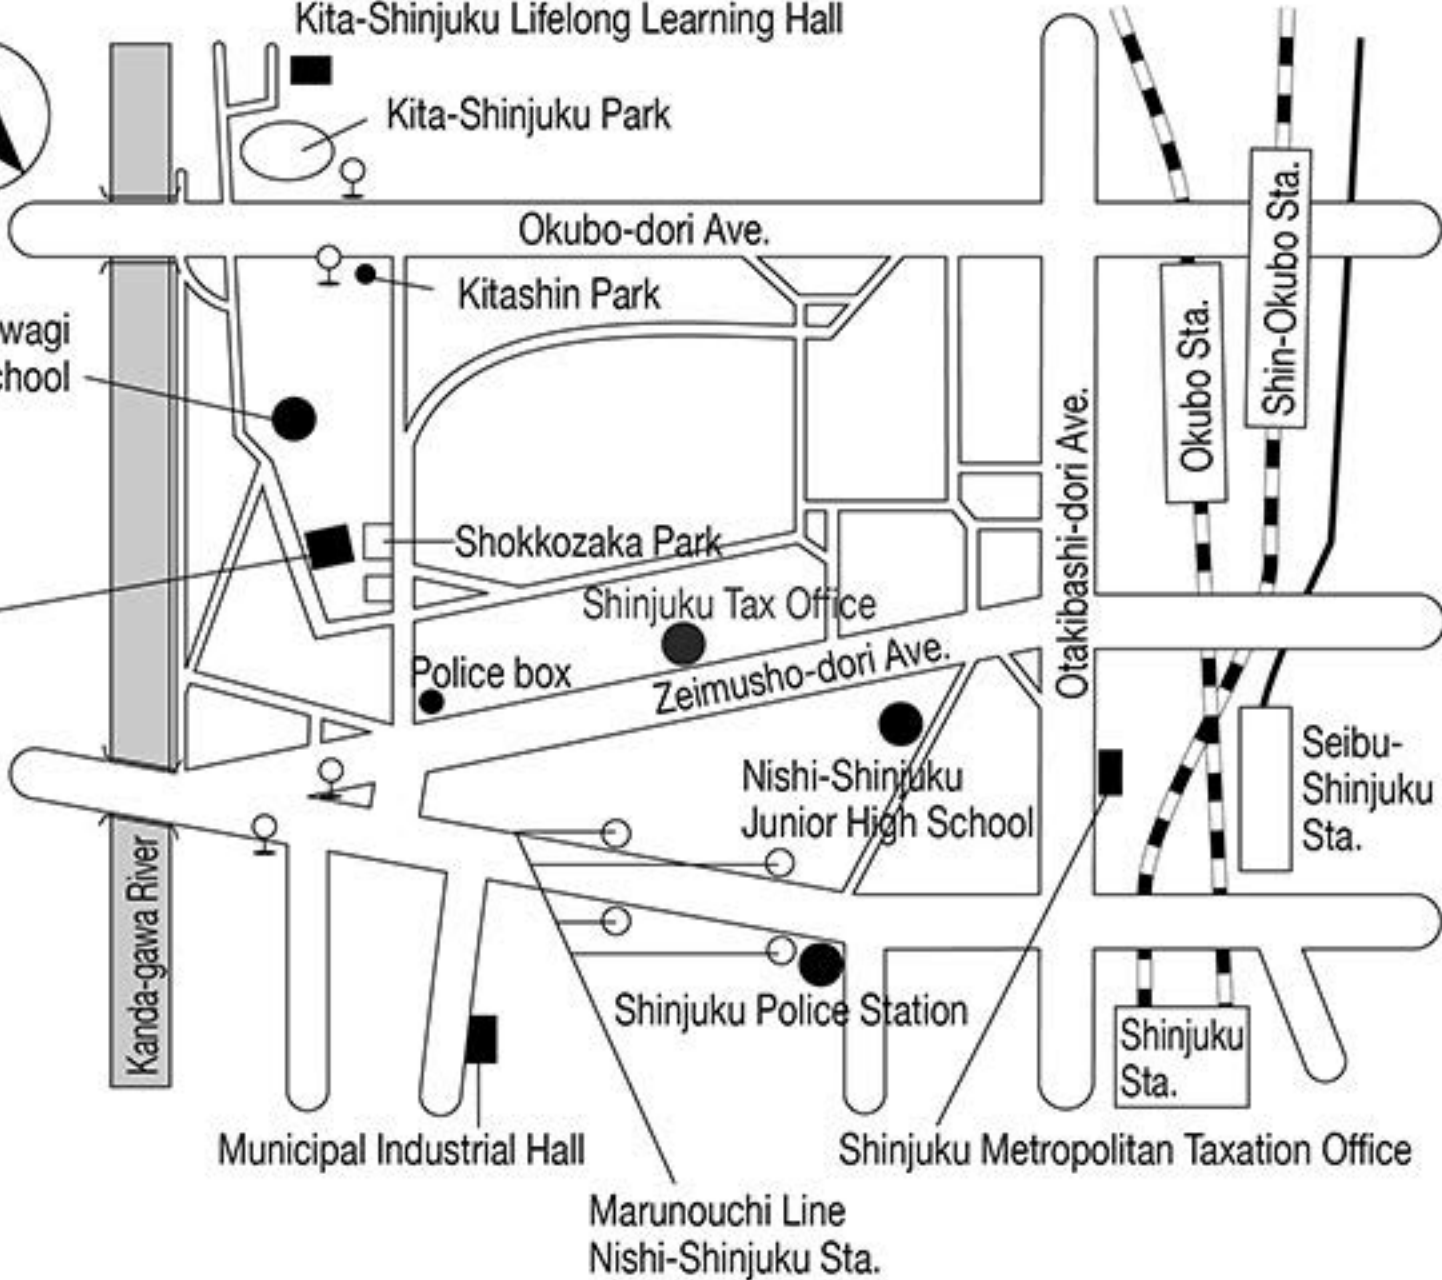 Kita-Shinjuku Lifelong Learning Hall
Kita-Shinjuku Park
Okubo-dori Ave.
Kitashin Park
wagi
chool
Okubo Sta.
Shin-Okubo Sta.
Otakibashi-dori Ave.
Shokkozaka Park
Shinjuku Tax Office
Police box
Zeimusho-dori Ave.
Nishi-Shinjuku
Junior High School
Seibu-
Shinjuku
Sta.
Kanda-gawa River
Shinjuku Police Station
Shinjuku
Sta.
Municipal Industrial Hall
Shinjuku Metropolitan Taxation Office
Marunouchi Line
Nishi-Shinjuku Sta.